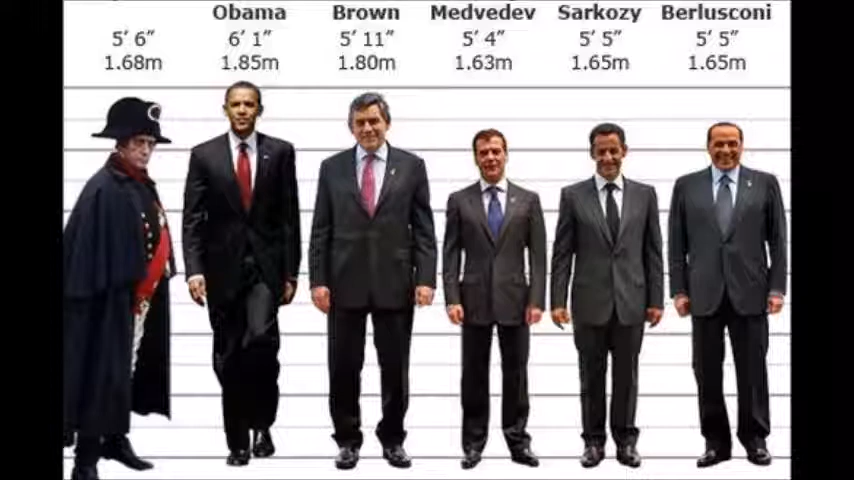 Obama Brown Medvedev Sarkozy Berlusconi
5′ 6″ 6′ 1″ 5′ 11″ 5′ 4″ 5′ 5″ 5′ 5″
1.68m 1.85m 1.80m 1.63m 1.65m 1.65m